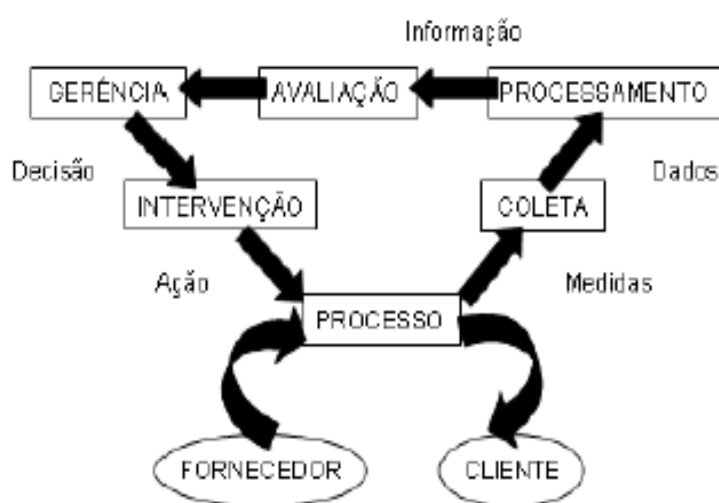 Informação
GERÊNCIA
AVALIAÇÃO
PROCESSAMENTO
Decisão
Dados
INTERVENÇÃO
COLETA
Ação
Medidas
PROCESSO
FORNECEDOR
CLIENTE